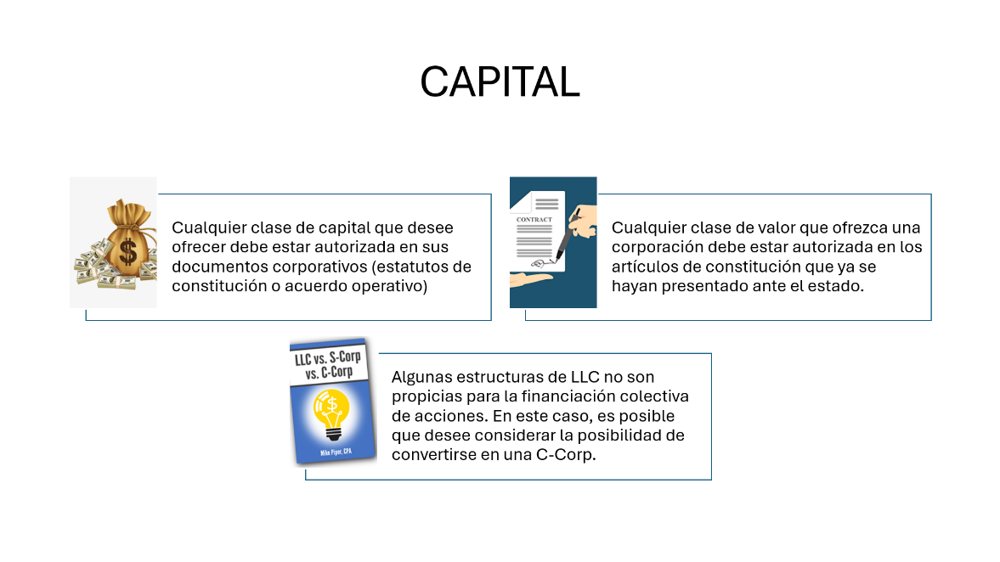 CAPITAL
Cualquier clase de capital que desee
ofrecer debe estar autorizada en sus
documentos corporativos (estatutos de
constitución o acuerdo operativo)
CONTRACT
Cualquier clase de valor que ofrezca una
corporación debe estar autorizada en los
artículos de constitución que ya se
hayan presentado ante el estado.
LLC vs. S-Corp
vs. C-Corp
Mike Piper, CPA
Algunas estructuras de LLC no son
propicias para la financiación colectiva
de acciones. En este caso, es posible
que desee considerar la posibilidad de
convertirse en una C-Corp.